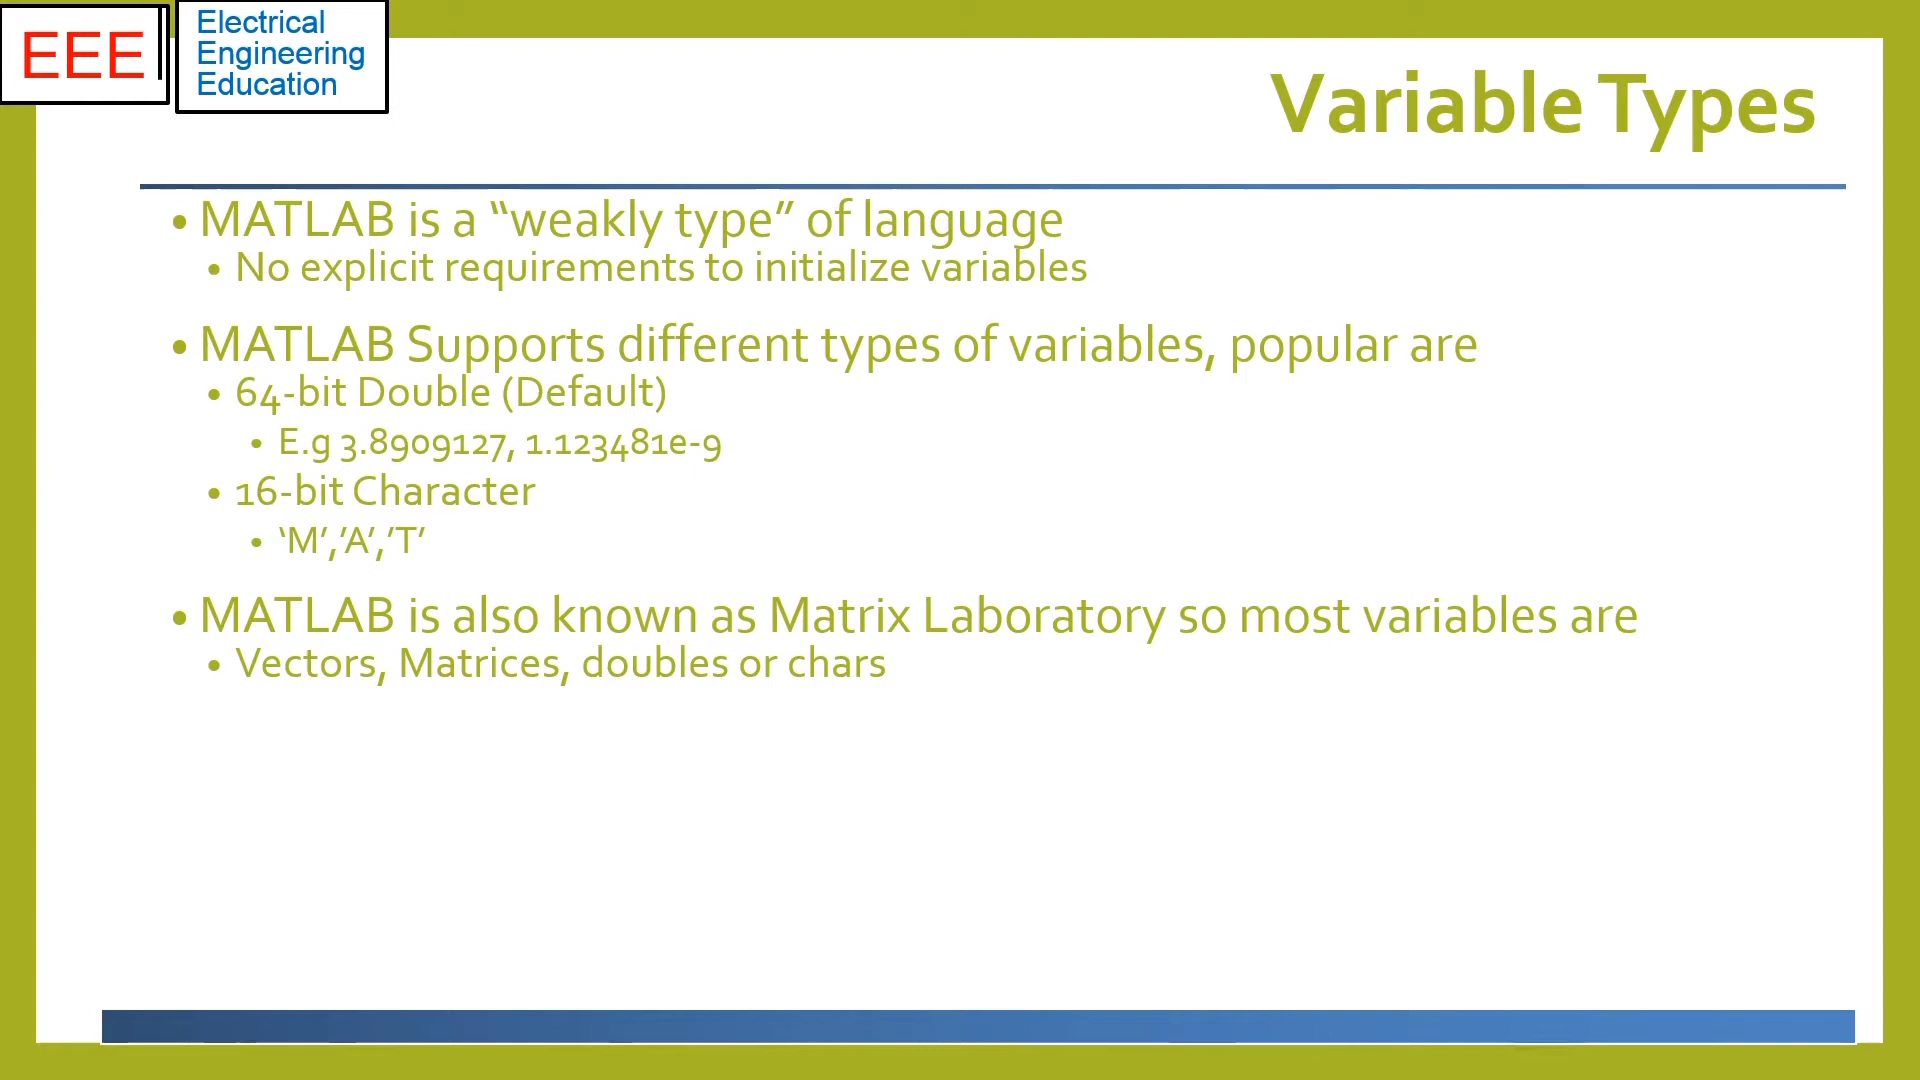 EEE
Electrical
Engineering
Education
Variable Types
• MATLAB is a “weakly type” of language
• No explicit requirements to initialize variables
• MATLAB Supports different types of variables, popular are
• 64-bit Double (Default)
• E.g 3.8909127, 1.123481e-9
• 16-bit Character
• ‘M’,’A’,’T’
• MATLAB is also known as Matrix Laboratory so most variables are
• Vectors, Matrices, doubles or chars